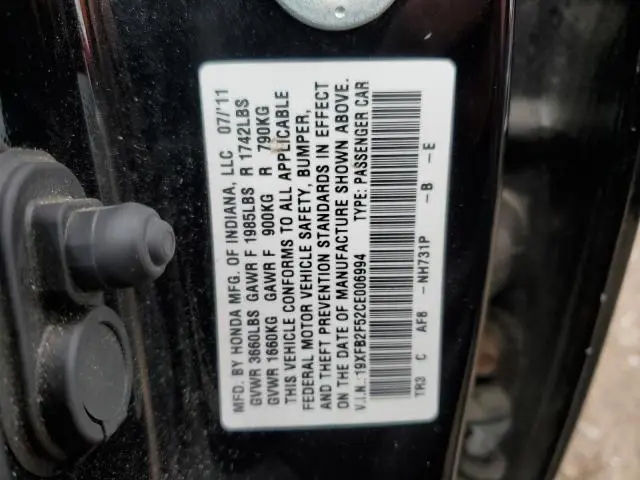 MFD. BY HONDA MFG. OF INDIANA, LLC 07/'11
GVWR 3660LBS GAWR F 1985LBS R 1742LBS
GVWR 1660KG GAWR F 900KG R 790KG
THIS VEHICLE CONFORMS TO ALL APPLICABLE
FEDERAL MOTOR VEHICLE SAFETY, BUMPER,
AND THEFT PREVENTION STANDARDS IN EFFECT
ON THE DATE OF MANUFACTURE SHOWN ABOVE.
V.I.N.: 19XFB2F52CE006994 TYPE: PASSENGER CAR
TR3 C AF8 -NH731P -B -E